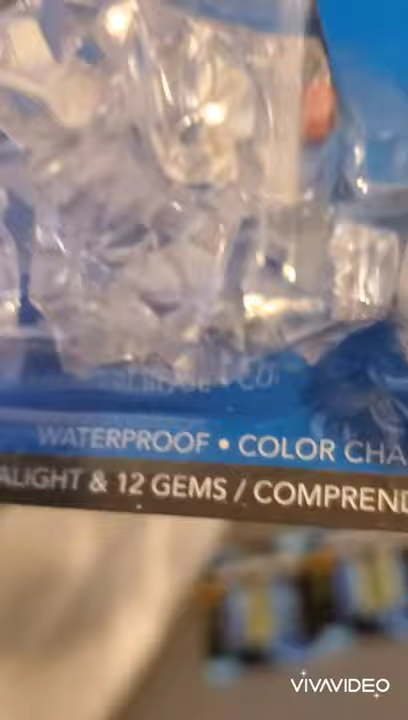 WATERPROOF • COLOR CHA
ALIGHT & 12 GEMS / COMPREND
VIVAVIDEO